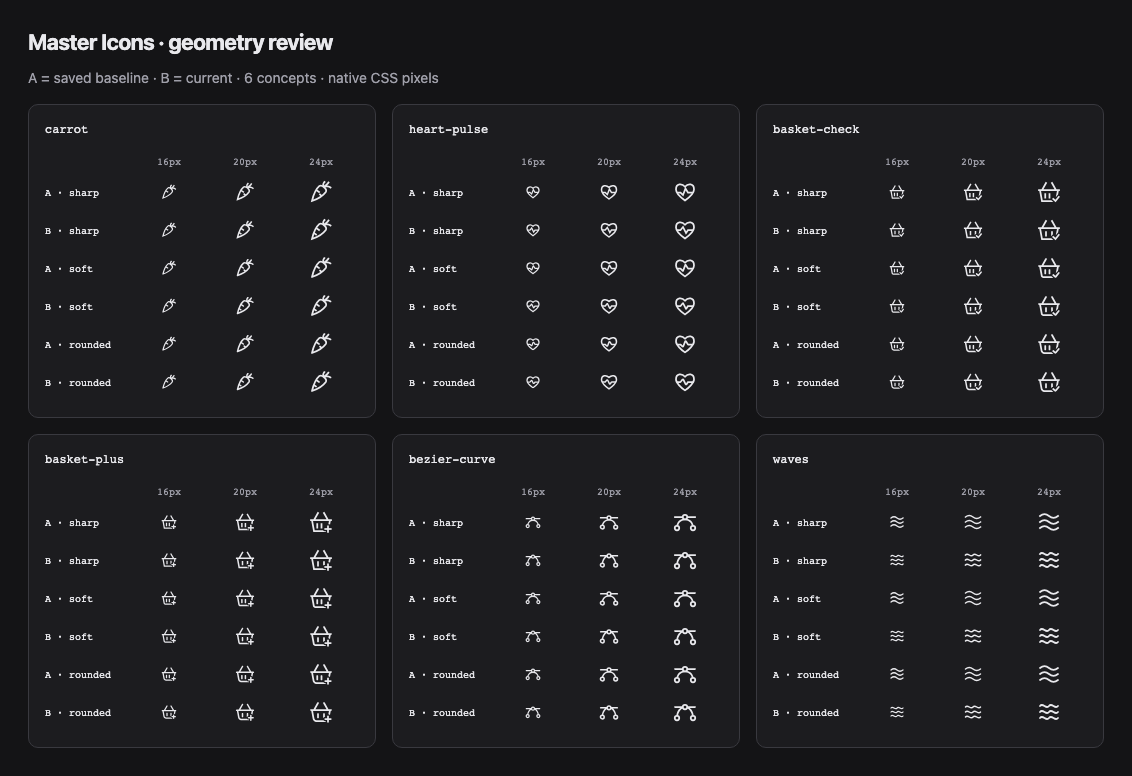 Master Icons · geometry review
A = saved baseline · B = current · 6 concepts · native CSS pixels
carrot
16px 20px 24px
A · sharp
B · sharp
A · soft
B · soft
A · rounded
B · rounded
heart-pulse
16px 20px 24px
A · sharp
B · sharp
A · soft
B · soft
A · rounded
B · rounded
basket-check
16px 20px 24px
A · sharp
B · sharp
A · soft
B · soft
A · rounded
B · rounded
basket-plus
16px 20px 24px
A · sharp
B · sharp
A · soft
B · soft
A · rounded
B · rounded
bezier-curve
16px 20px 24px
A · sharp
B · sharp
A · soft
B · soft
A · rounded
B · rounded
waves
16px 20px 24px
A · sharp
B · sharp
A · soft
B · soft
A · rounded
B · rounded